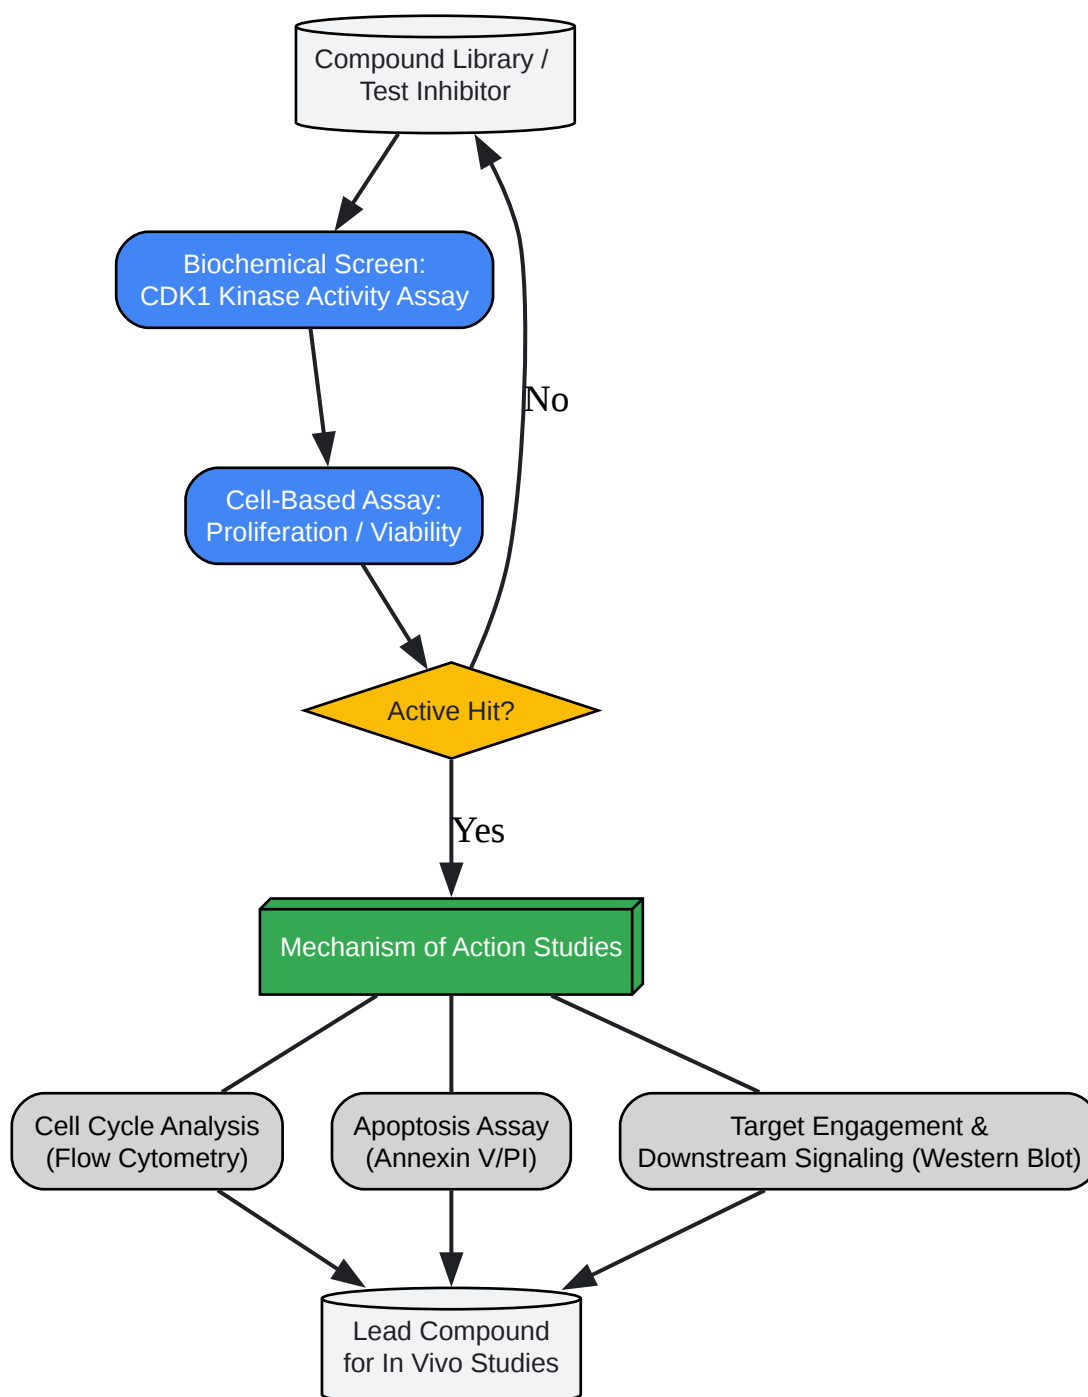 Compound Library /
Test Inhibitor
Biochemical Screen:
CDK1 Kinase Activity Assay
No
Cell-Based Assay:
Proliferation / Viability
Active Hit?
Yes
Mechanism of Action Studies
Cell Cycle Analysis
(Flow Cytometry)
Apoptosis Assay
(Annexin V/PI)
Target Engagement &
Downstream Signaling (Western Blot)
Lead Compound
for In Vivo Studies